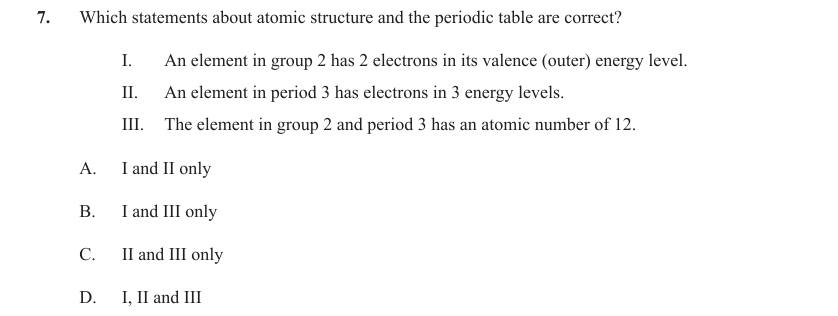 7. Which statements about atomic structure and the periodic table are correct?
I. An element in group 2 has 2 electrons in its valence (outer) energy level.
II. An element in period 3 has electrons in 3 energy levels.
III. The element in group 2 and period 3 has an atomic number of 12.
A. I and II only
B. I and III only
C. II and III only
D. I, II and III